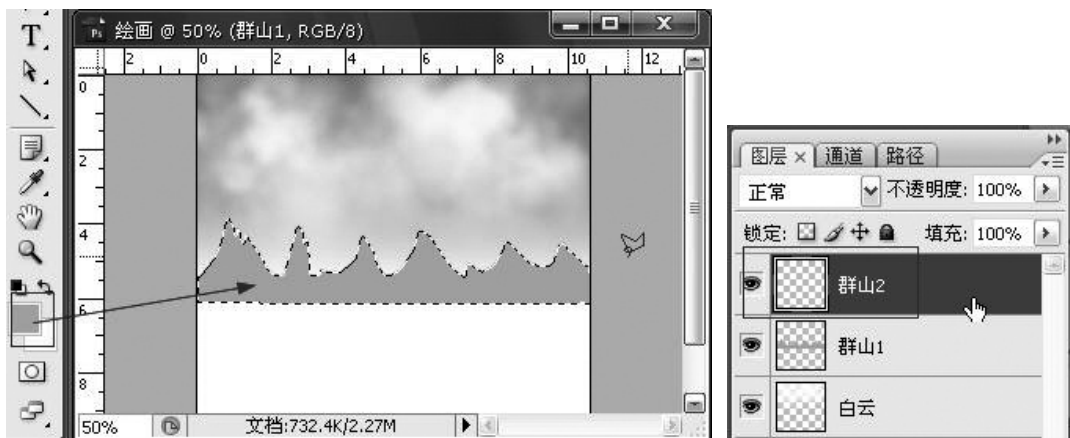 T
Ps 绘画 @ 50% (群山1, RGB/8)
2 0 2 4 6 8 10 12
0
2
4
6
8
50% 文档:732.4K/2.27M
图层 × 通道 路径
正常 不透明度: 100%
锁定: 填充: 100%
群山2
群山1
白云